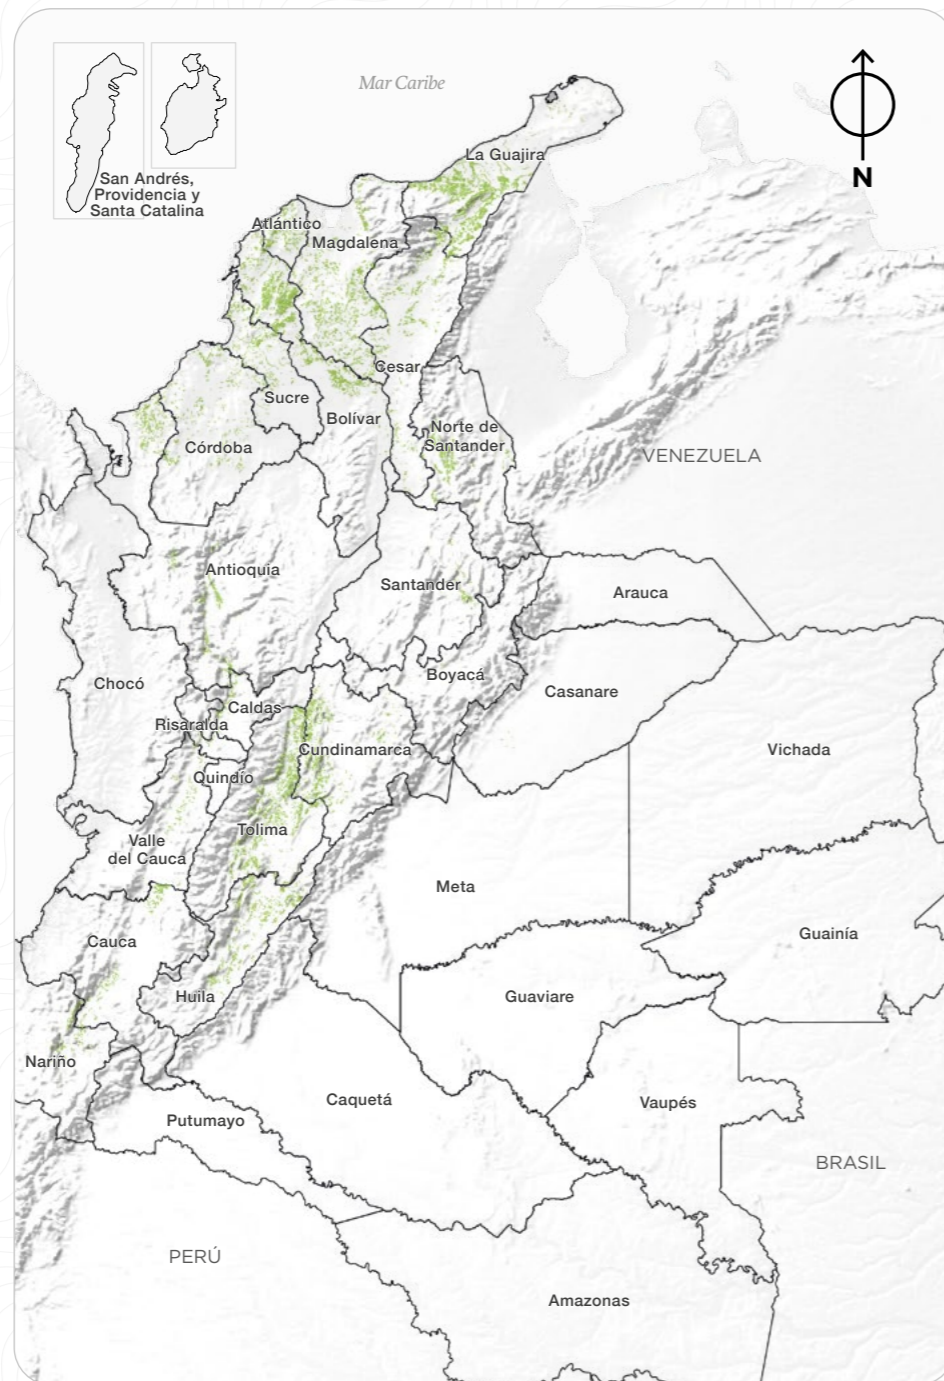 Mar Caribe
N
La Guajira
San Andrés,
Providencia y
Santa Catalina
Atlántico
Magdalena
Cesar
Sucre
Bolívar
Norte de
Santander
Córdoba
VENEZUELA
Antioquia
Santander
Arauca
Boyacá
Chocó
Casanare
Caldas
Risaralda
Cundinamarca
Vichada
Quindío
Tolima
Valle
del Cauca
Meta
Guainía
Cauca
Huila
Guaviare
Nariño
Caquetá
Vaupés
Putumayo
BRASIL
PERÚ
Amazonas